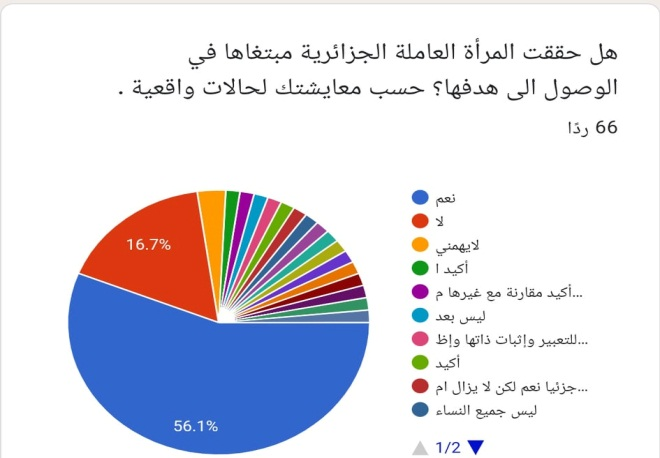 هل حققت المرأة العاملة الجزائرية مبتغاها في
الوصول الى هدفها؟ حسب معايشتك لحالات واقعية .
66 ردًا
16.7%
56.1%
نعم
لا
لايهمني
أكيد ا
أكيد مقارنة مع غيرها م...
ليس بعد
للتعبير وإثبات ذاتها وإظ...
أكيد
جزئيا نعم لكن لا يزال ام...
ليس جميع النساء
1/2